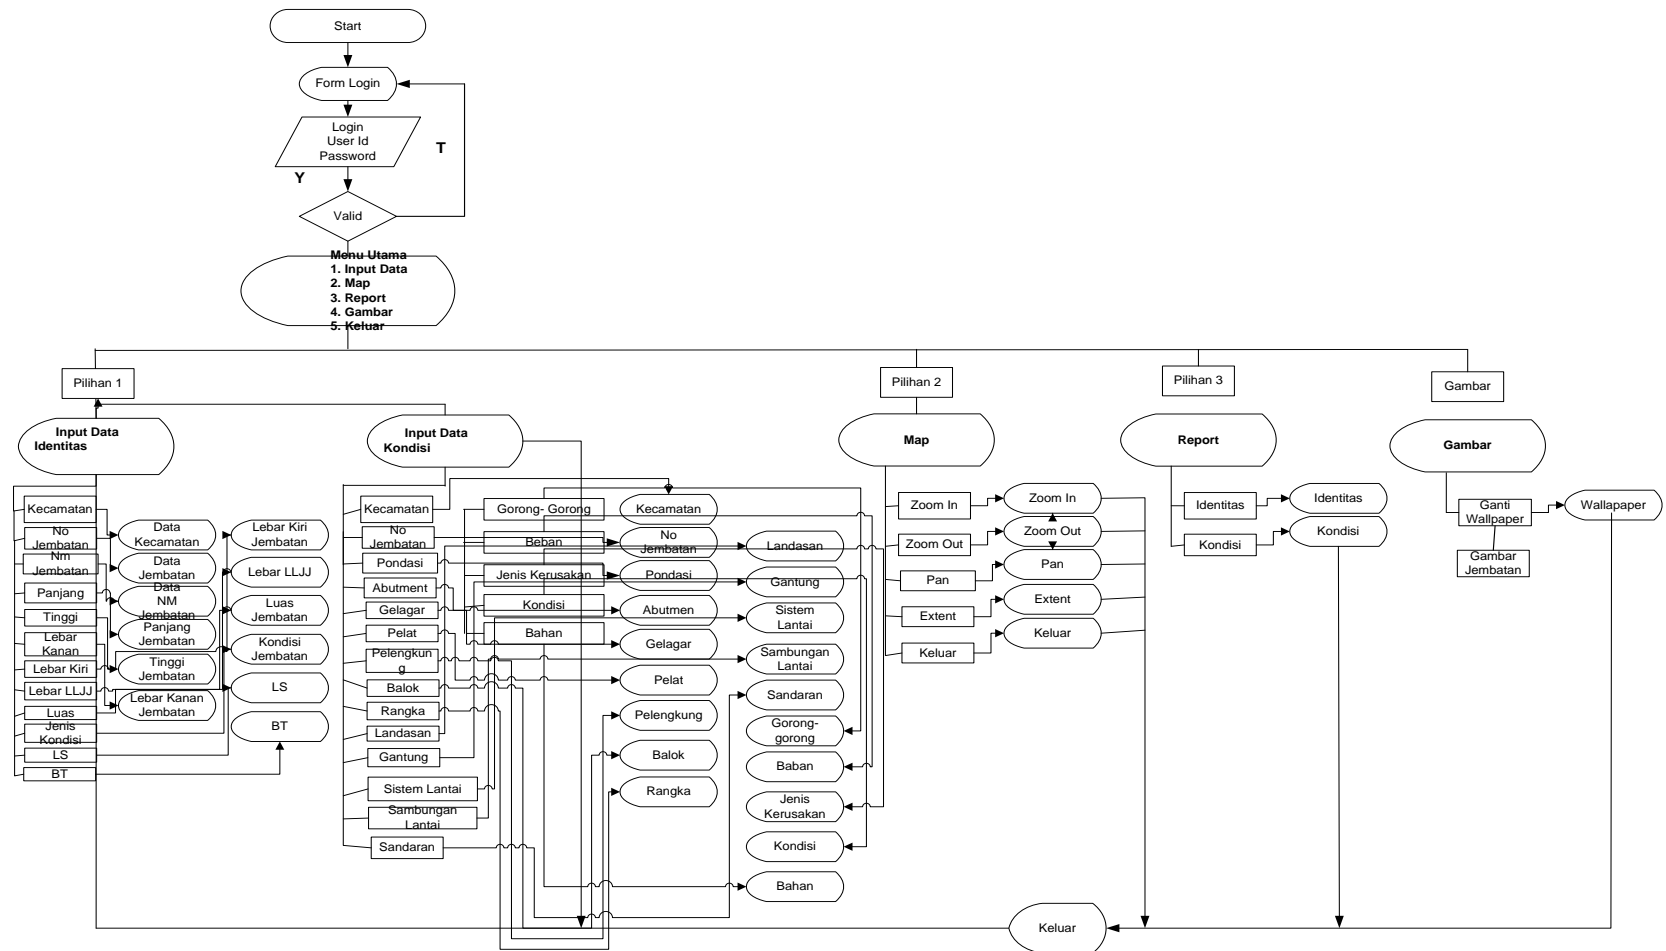 Start
Form Login
Login
User Id
Password
T
Y
Valid
Menu Utama
1. Input Data
2. Map
3. Report
4. Gambar
5. Keluar
Pilihan 1
Pilihan 2
Pilihan 3
Gambar
Input Data
Identitas
Input Data
Kondisi
Map
Report
Gambar
Kecamatan
No
Jembatan
Nm
Jembatan
Panjang
Tinggi
Lebar
Kanan
Lebar Kiri
Lebar LLJJ
Luas
Jenis
Kondisi
LS
BT
Data
Kecamatan
Data
Jembatan
Data
NM
Jembatan
Panjang
Jembatan
Tinggi
Jembatan
Lebar Kanan
Jembatan
Lebar Kiri
Jembatan
Lebar LLJJ
Luas
Jembatan
Kondisi
Jembatan
LS
BT
Kecamatan
No
Jembatan
Pondasi
Abutment
Gelagar
Pelat
Pelengkun
g
Balok
Rangka
Landasan
Gantung
Sistem Lantai
Sambungan
Lantai
Sandaran
Gorong- Gorong
Beban
Jenis Kerusakan
Kondisi
Bahan
Kecamatan
No
Jembatan
Pondasi
Abutmen
Gelagar
Pelat
Pelengkung
Balok
Rangka
Landasan
Gantung
Sistem
Lantai
Sambungan
Lantai
Sandaran
Gorong-
gorong
Baban
Jenis
Kerusakan
Kondisi
Bahan
Zoom In
Zoom Out
Pan
Extent
Keluar
Zoom In
Zoom Out
Pan
Extent
Keluar
Identitas
Kondisi
Identitas
Kondisi
Ganti
Wallpaper
Gambar
Jembatan
Wallapaper
Keluar